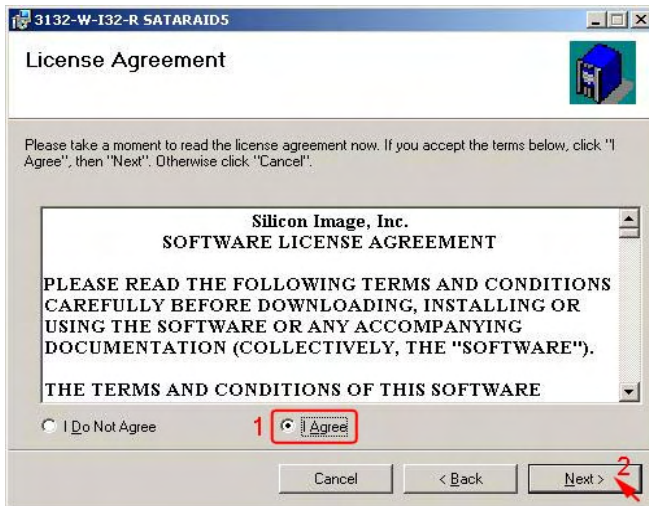 3132-W-I32-R SATARAID5
License Agreement
Please take a moment to read the license agreement now. If you accept the terms below, click "I
Agree", then "Next". Otherwise click "Cancel".
Silicon Image, Inc.
SOFTWARE LICENSE AGREEMENT
PLEASE READ THE FOLLOWING TERMS AND CONDITIONS
CAREFULLY BEFORE DOWNLOADING, INSTALLING OR
USING THE SOFTWARE OR ANY ACCOMPANYING
DOCUMENTATION (COLLECTIVELY, THE "SOFTWARE").
THE TERMS AND CONDITIONS OF THIS SOFTWARE
I Do Not Agree 1 I Agree
Cancel < Back Next > 2